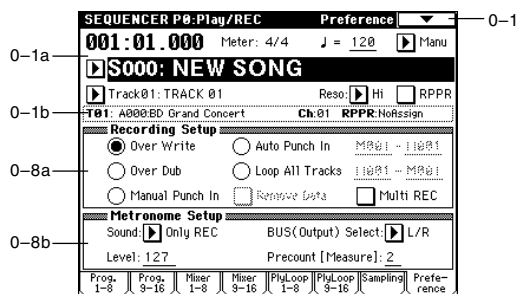 SEQUENCER P0:Play/REC Preference
0-1
001:01.000 Meter: 4/4 ♩ = 120 Manu
0-1a
S000: NEW SONG
Track01: TRACK 01 Reso: Hi RPPR
0-1b
T01: A000:BD Grand Concert Ch:01 RPPR:NoAssign
Recording Setup
Over Write Auto Punch In M001 - M001
0-8a
Over Dub Loop All Tracks M001 - M001
Manual Punch In Remove Data Multi REC
Metronome Setup
0-8b
Sound: Only REC BUS(Output) Select: L/R
Level: 127 Precount [Measure]: 2
Prog. 1-8 Prog. 9-16 Mixer 1-8 Mixer 9-16 PlyLoop 1-8 PlyLoop 9-16 Sampling Prefe-rence